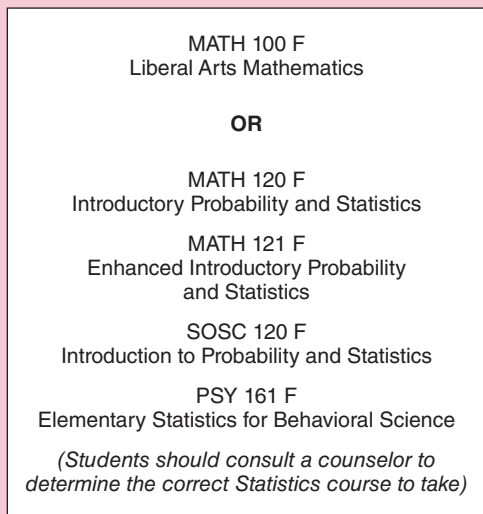 MATH 100 F
Liberal Arts Mathematics
OR
MATH 120 F
Introductory Probability and Statistics
MATH 121 F
Enhanced Introductory Probability
and Statistics
SOSC 120 F
Introduction to Probability and Statistics
PSY 161 F
Elementary Statistics for Behavioral Science
(Students should consult a counselor to
determine the correct Statistics course to take)